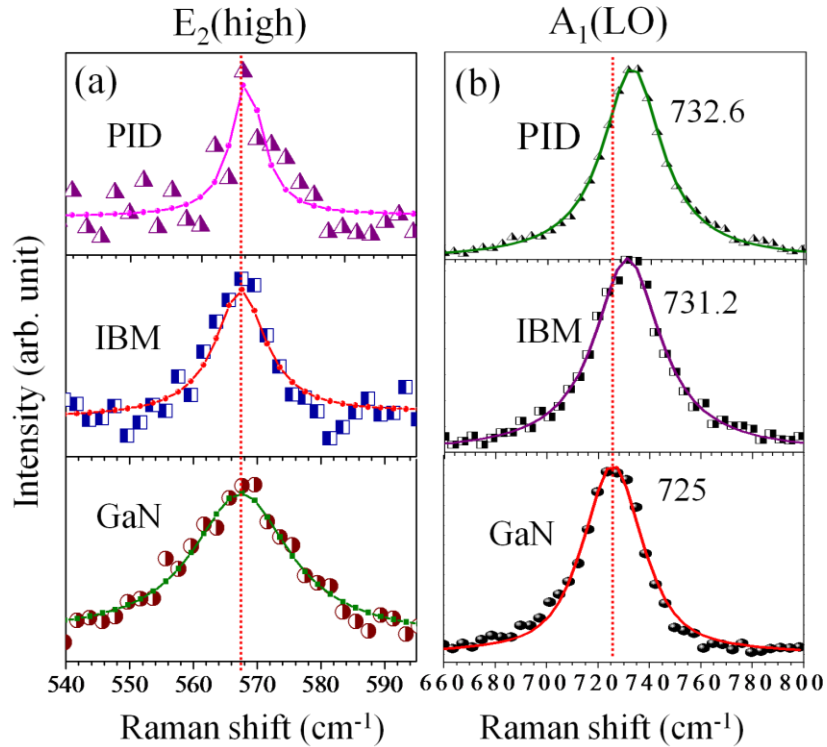 E₂(high)
A₁(LO)
(a)
PID
IBM
GaN
(b)
PID
732.6
IBM
731.2
GaN
725
Intensity (arb. unit)
540 550 560 570 580 590
660 680 700 720 740 760 780 800
Raman shift (cm⁻¹)
Raman shift (cm⁻¹)